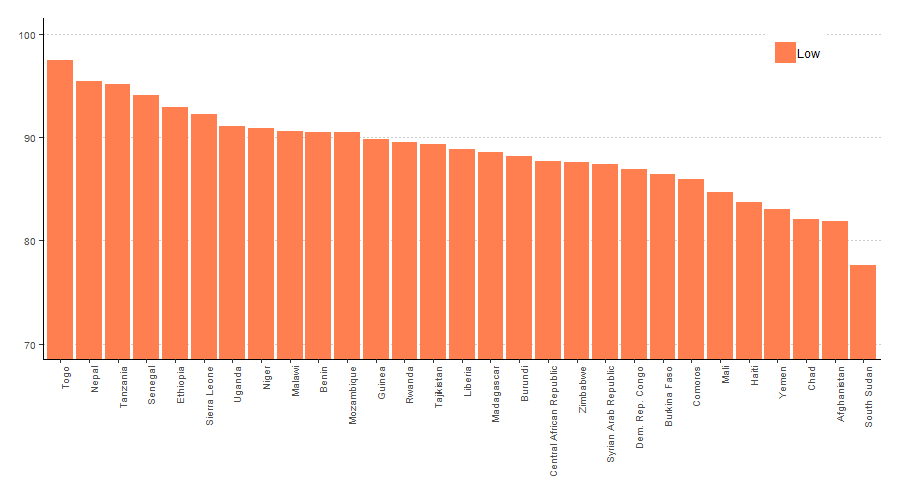 100
90
80
70
Low
Togo
Nepal
Tanzania
Senegal
Ethiopia
Sierra Leone
Uganda
Niger
Malawi
Benin
Mozambique
Guinea
Rwanda
Tajikistan
Liberia
Madagascar
Burundi
Central African Republic
Zimbabwe
Syrian Arab Republic
Dem. Rep. Congo
Burkina Faso
Comoros
Mali
Haiti
Yemen
Chad
Afghanistan
South Sudan